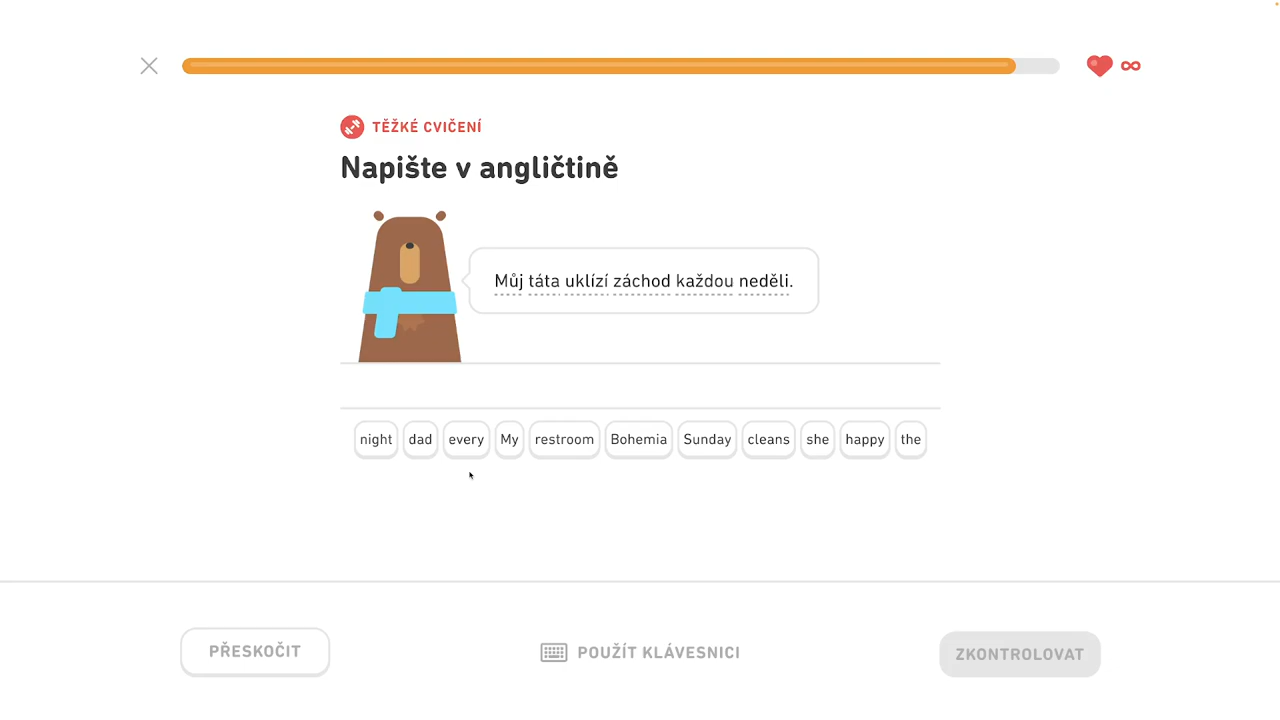 TĚŽKÉ CVIČENÍ
Napište v angličtině
Můj táta uklízí záchod každou neděli.
night dad every My restroom Bohemia Sunday cleans she happy the
PŘESKOČIT
POUŽÍT KLÁVESNICI
ZKONTROLOVAT